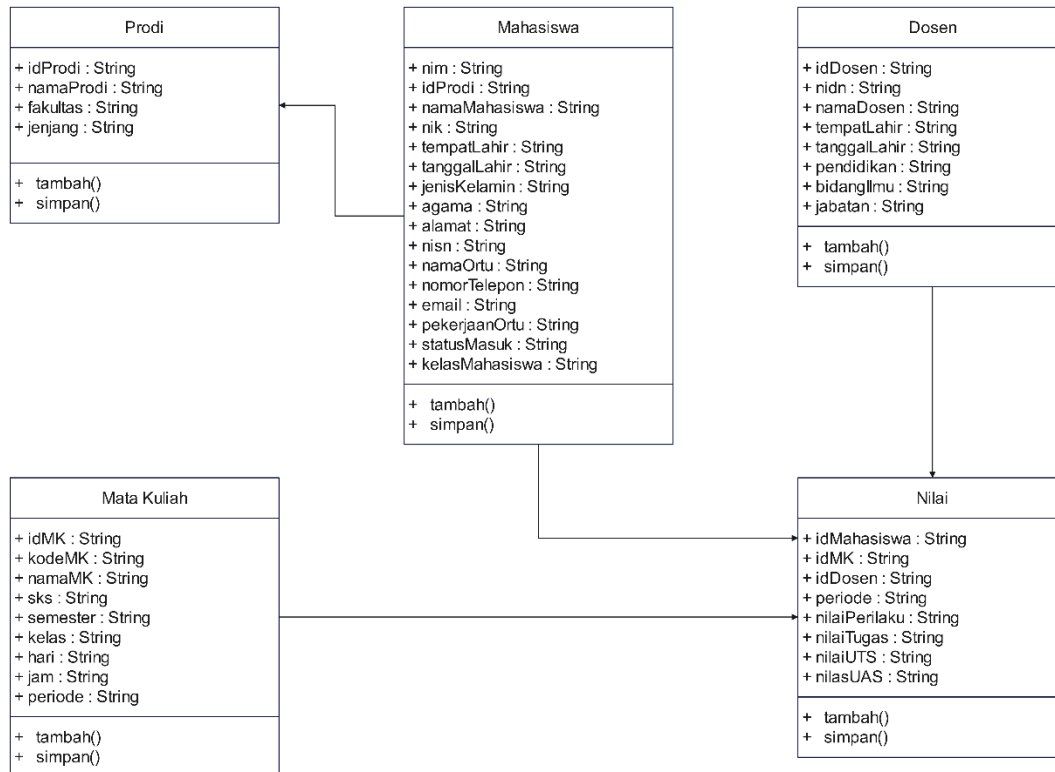 Prodi
+ idProdi : String
+ namaProdi : String
+ fakultas : String
+ jenjang : String
+ tambah()
+ simpan()
Mahasiswa
+ nim : String
+ idProdi : String
+ namaMahasiswa : String
+ nik : String
+ tempatLahir : String
+ tanggalLahir : String
+ jenisKelamin : String
+ agama : String
+ alamat : String
+ nisn : String
+ namaOrtu : String
+ nomorTelepon : String
+ email : String
+ pekerjaanOrtu : String
+ statusMasuk : String
+ kelasMahasiswa : String
+ tambah()
+ simpan()
Dosen
+ idDosen : String
+ nidn : String
+ namaDosen : String
+ tempatLahir : String
+ tanggalLahir : String
+ pendidikan : String
+ bidangIlmu : String
+ jabatan : String
+ tambah()
+ simpan()
Mata Kuliah
+ idMK : String
+ kodeMK : String
+ namaMK : String
+ sks : String
+ semester : String
+ kelas : String
+ hari : String
+ jam : String
+ periode : String
+ tambah()
+ simpan()
Nilai
+ idMahasiswa : String
+ idMK : String
+ idDosen : String
+ periode : String
+ nilaiPerilaku : String
+ nilaiTugas : String
+ nilaiUTS : String
+ nilasUAS : String
+ tambah()
+ simpan()